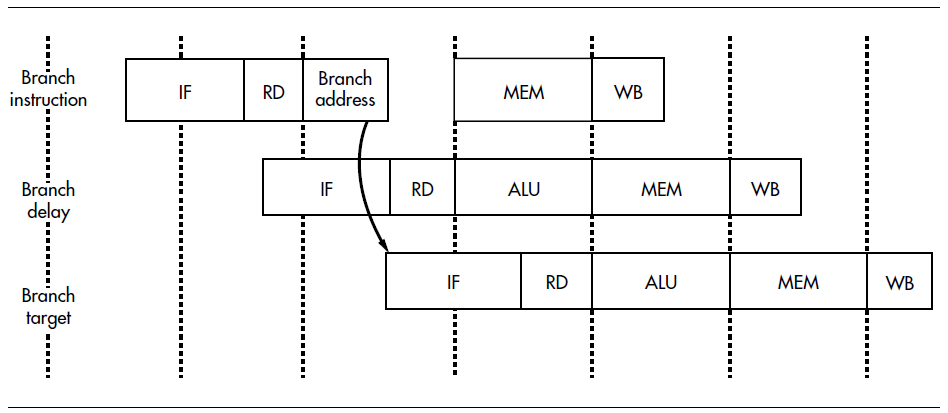 Branch
instruction
IF
RD
Branch
address
MEM
WB
Branch
delay
IF
RD
ALU
MEM
WB
Branch
target
IF
RD
ALU
MEM
WB